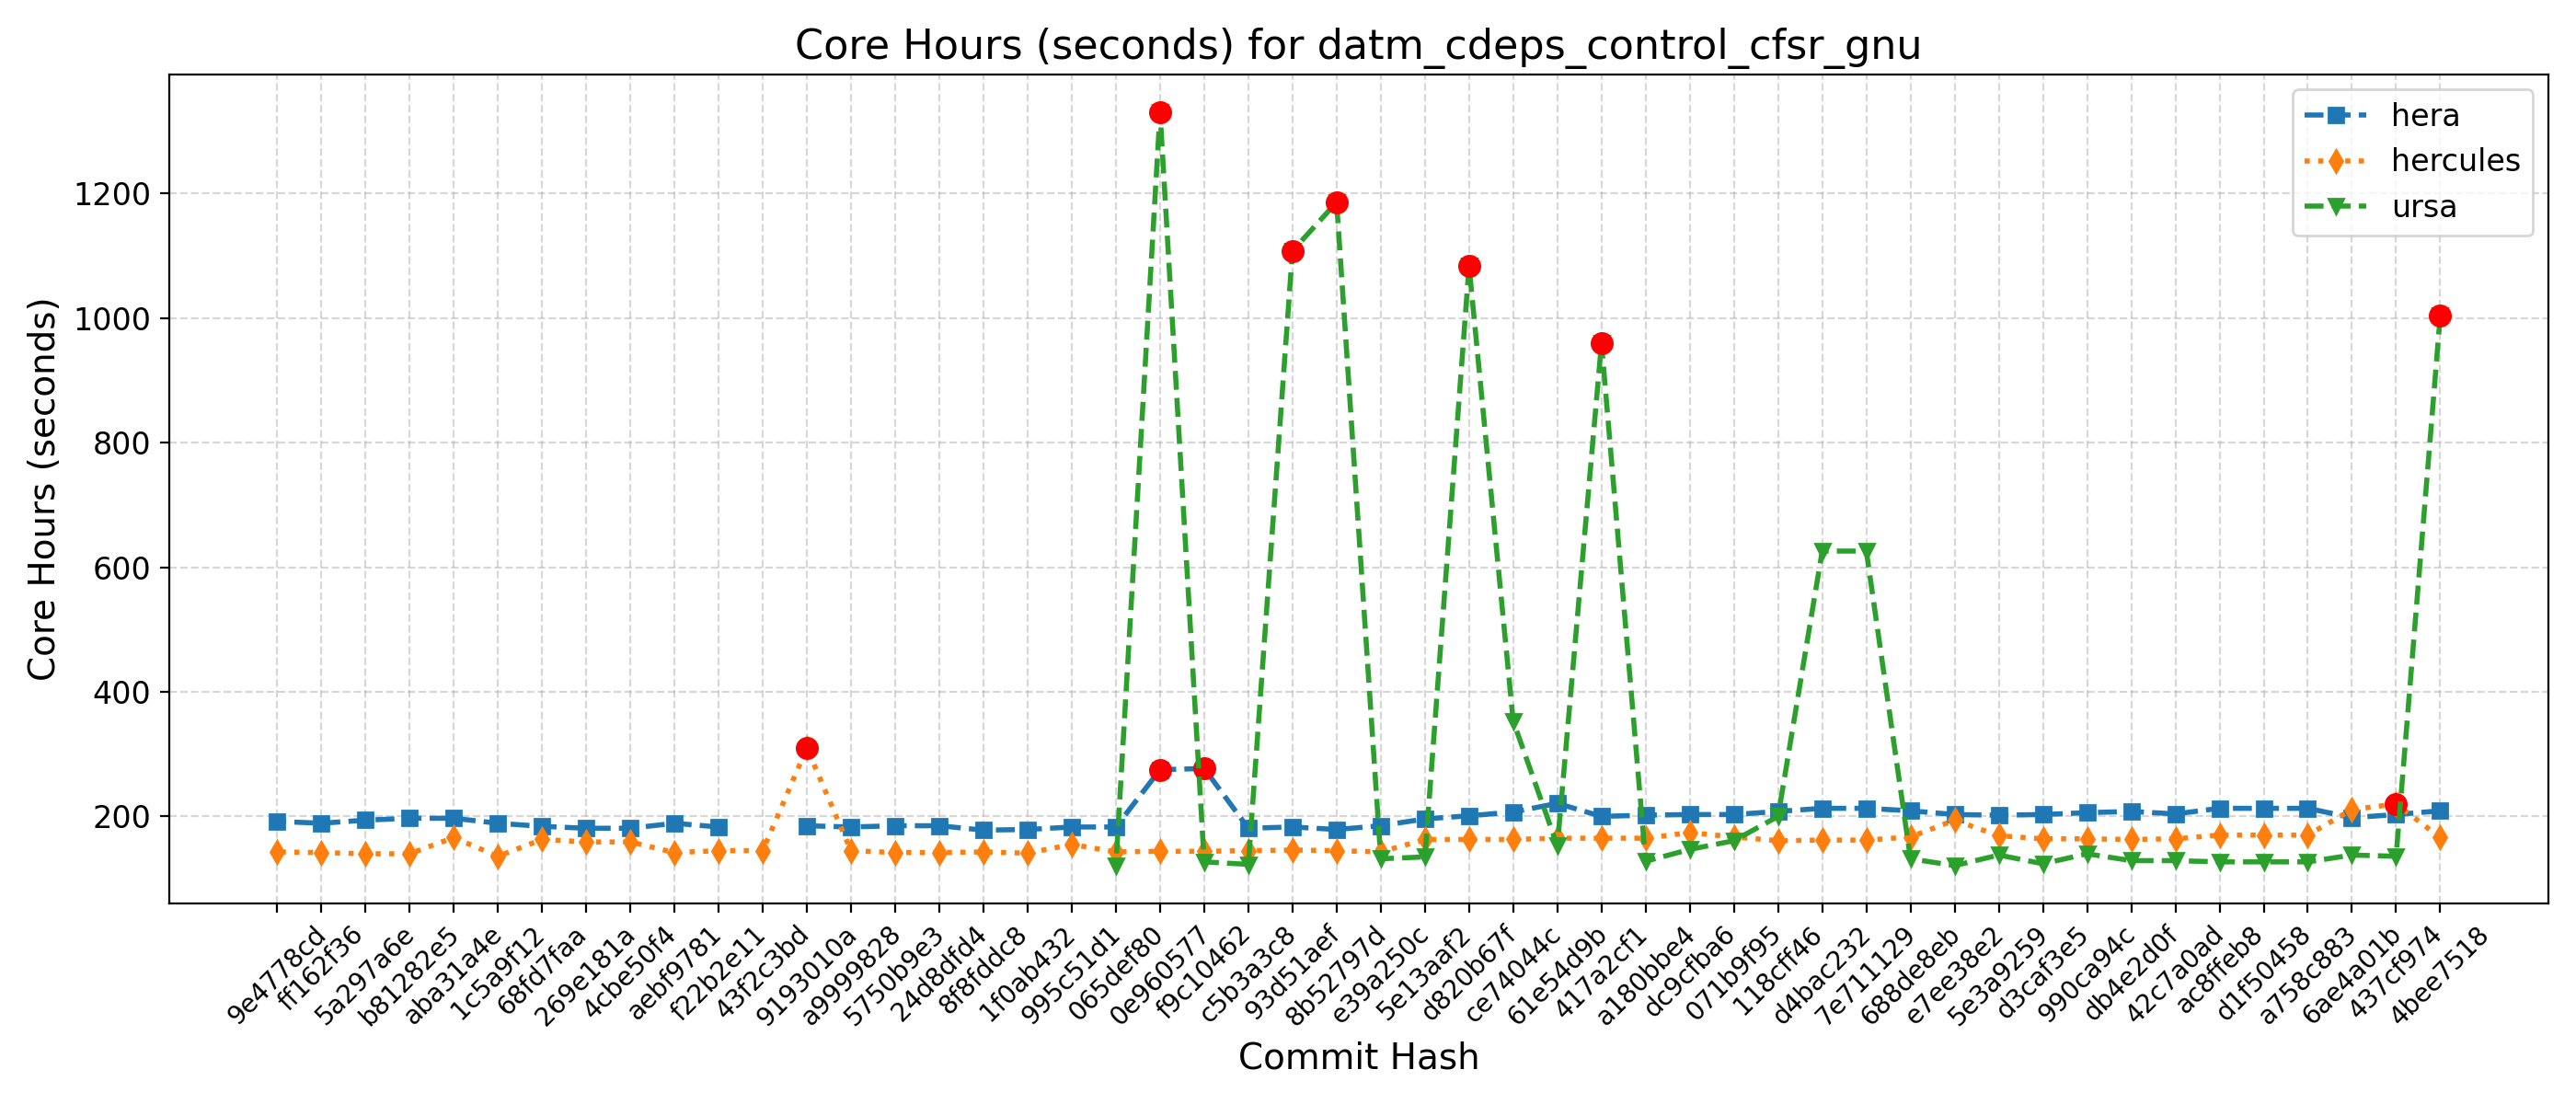 Core Hours (seconds) for datm_cdeps_control_cfsr_gnu
hera
hercules
ursa
Core Hours (seconds)
1200
1000
800
600
400
200
9e4778cd
ff162f36
5a297a6e
b81282e5
aba31a4e
1c5a9f12
68fd7faa
269e181a
4cbe50f4
aebf9781
f22b2e11
43f2c3bd
9193010a
a9999828
5750b9e3
24d8dfd4
8f8fddc8
1f0ab432
995c51d1
065def80
0e960577
f9c10462
c5b3a3c8
93d51aef
8b52797d
e39a250c
5e13aaf2
d820b67f
ce74044c
61e54d9b
417a2cf1
a180bbe4
dc9cfba6
071b9f95
118cff46
d4bac232
7e711129
688de8eb
e7ee38e2
5e3a9259
d3caf3e5
990ca94c
db4e2d0f
42c7a0ad
ac8ffeb8
d1f50458
a758c883
6ae4a01b
437cf974
4bee7518
Commit Hash